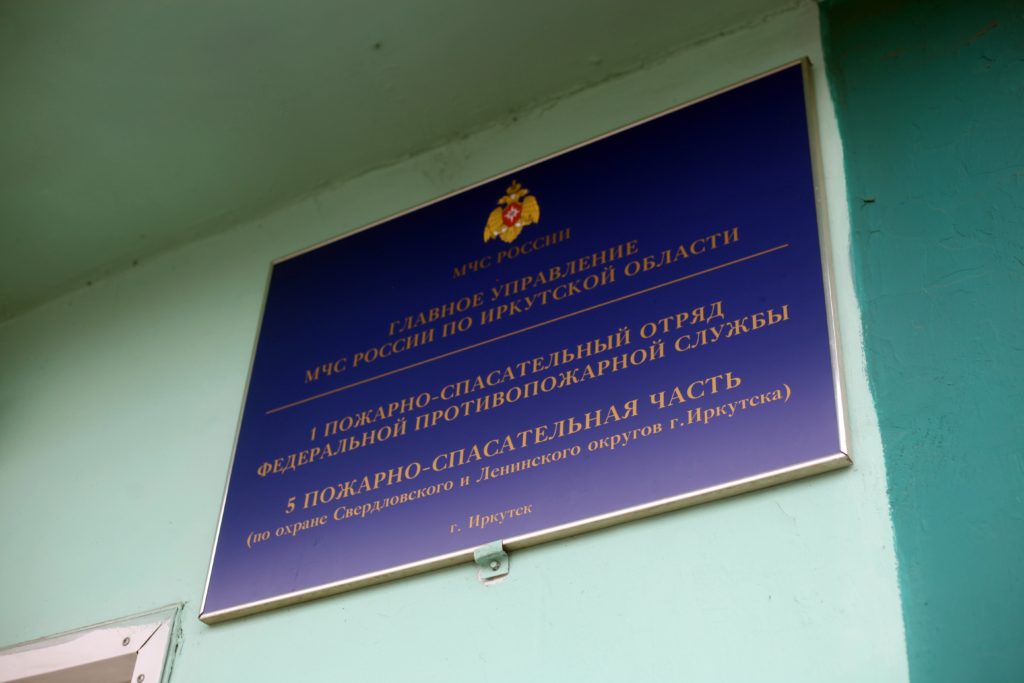 МЧС РОССИИ
ГЛАВНОЕ УПРАВЛЕНИЕ
МЧС РОССИИ ПО ИРКУТСКОЙ ОБЛАСТИ
1 ПОЖАРНО-СПАСАТЕЛЬНЫЙ ОТРЯД
ФЕДЕРАЛЬНОЙ ПРОТИВОПОЖАРНОЙ СЛУЖБЫ
5 ПОЖАРНО-СПАСАТЕЛЬНАЯ ЧАСТЬ
(по охране Свердловского и Ленинского округов г.Иркутска)
г. Иркутск